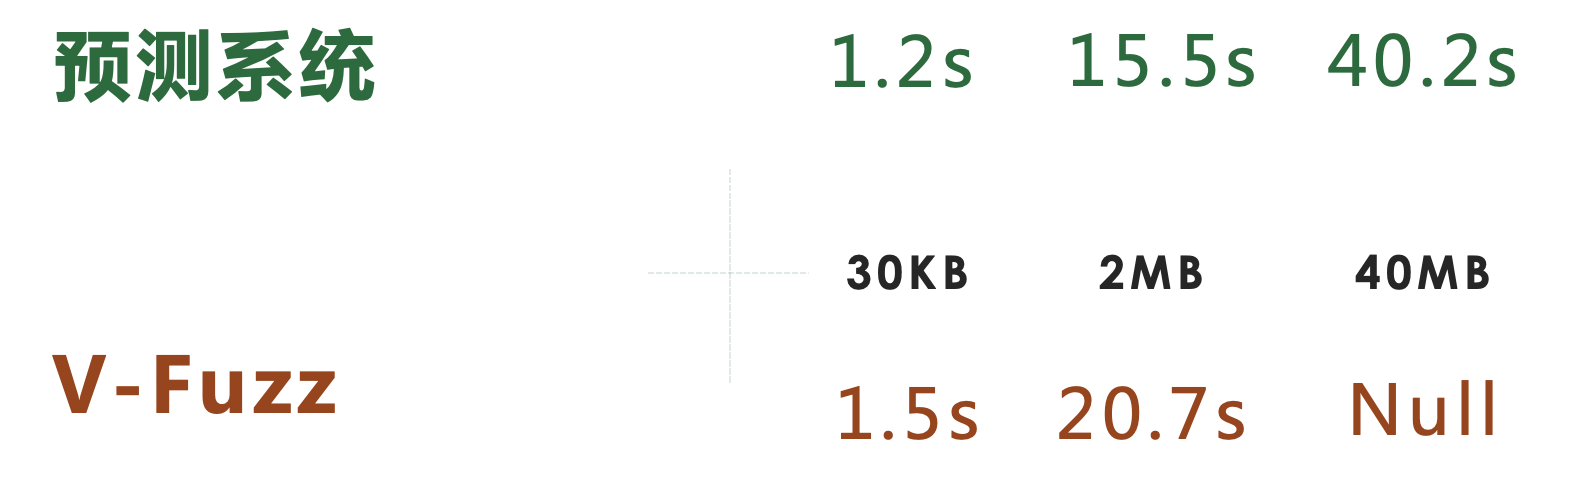 预测系统 1.2s 15.5s 40.2s
30KB 2MB 40MB
V-Fuzz 1.5s 20.7s Null